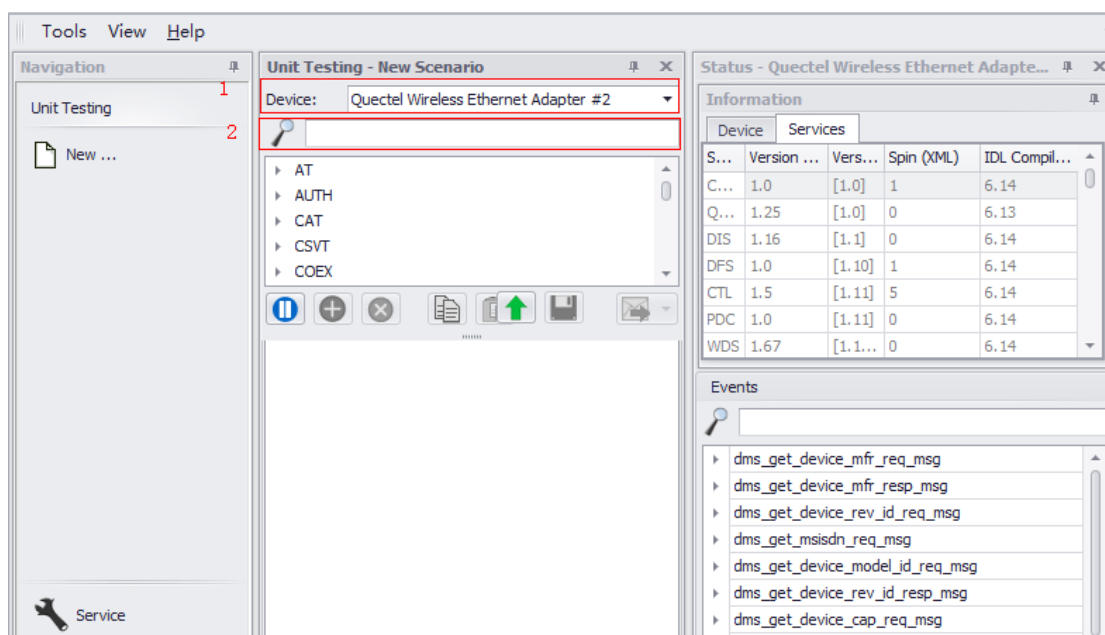 Tools View Help
Navigation
1
Unit Testing
2
New ...
Service
Unit Testing - New Scenario
Device: Quectel Wireless Ethernet Adapter #2
AT
AUTH
CAT
CSVT
COEX
Status - Quectel Wireless Ethernet Adapte...
Information
Device Services
S... Version ... Vers... Spin (XML) IDL Compil...
C... 1.0 [1.0] 1 6.14
Q... 1.25 [1.0] 0 6.13
DIS 1.16 [1.1] 0 6.14
DFS 1.0 [1.10] 1 6.14
CTL 1.5 [1.11] 5 6.14
PDC 1.0 [1.11] 0 6.14
WDS 1.67 [1.1... 0 6.14
Events
dms_get_device_mfr_req_msg
dms_get_device_mfr_resp_msg
dms_get_device_rev_id_req_msg
dms_get_msisdn_req_msg
dms_get_device_model_id_req_msg
dms_get_device_rev_id_resp_msg
dms_get_device_cap_req_msg